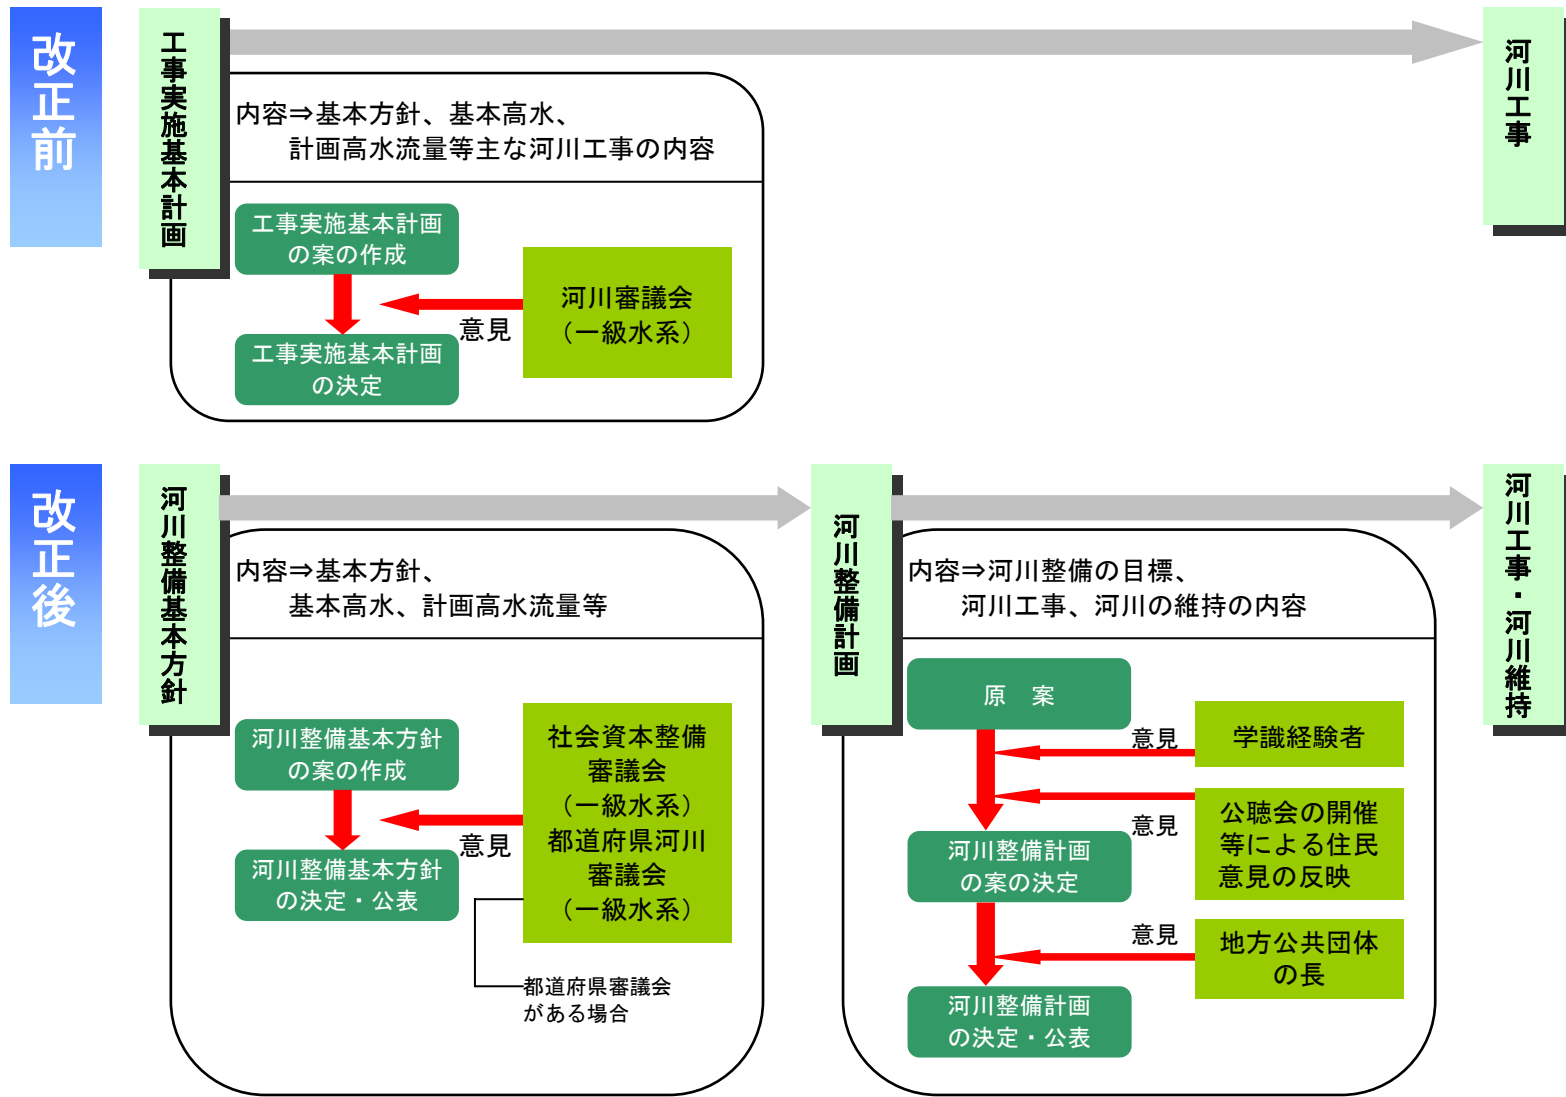 改正前
工事実施基本計画
内容⇒基本方針、基本高水、
計画高水流量等主な河川工事の内容
工事実施基本計画
の案の作成
意見
河川審議会
（一級水系）
工事実施基本計画
の決定
河川工事
改正後
河川整備基本方針
内容⇒基本方針、
基本高水、計画高水流量等
河川整備基本方針
の案の作成
意見
社会資本整備
審議会
（一級水系）
都道府県河川
審議会
（一級水系）
河川整備基本方針
の決定・公表
都道府県審議会
がある場合
河川整備計画
内容⇒河川整備の目標、
河川工事、河川の維持の内容
原　案
意見
学識経験者
意見
公聴会の開催
等による住民
意見の反映
河川整備計画
の案の決定
意見
地方公共団体
の長
河川整備計画
の決定・公表
河川工事・河川維持